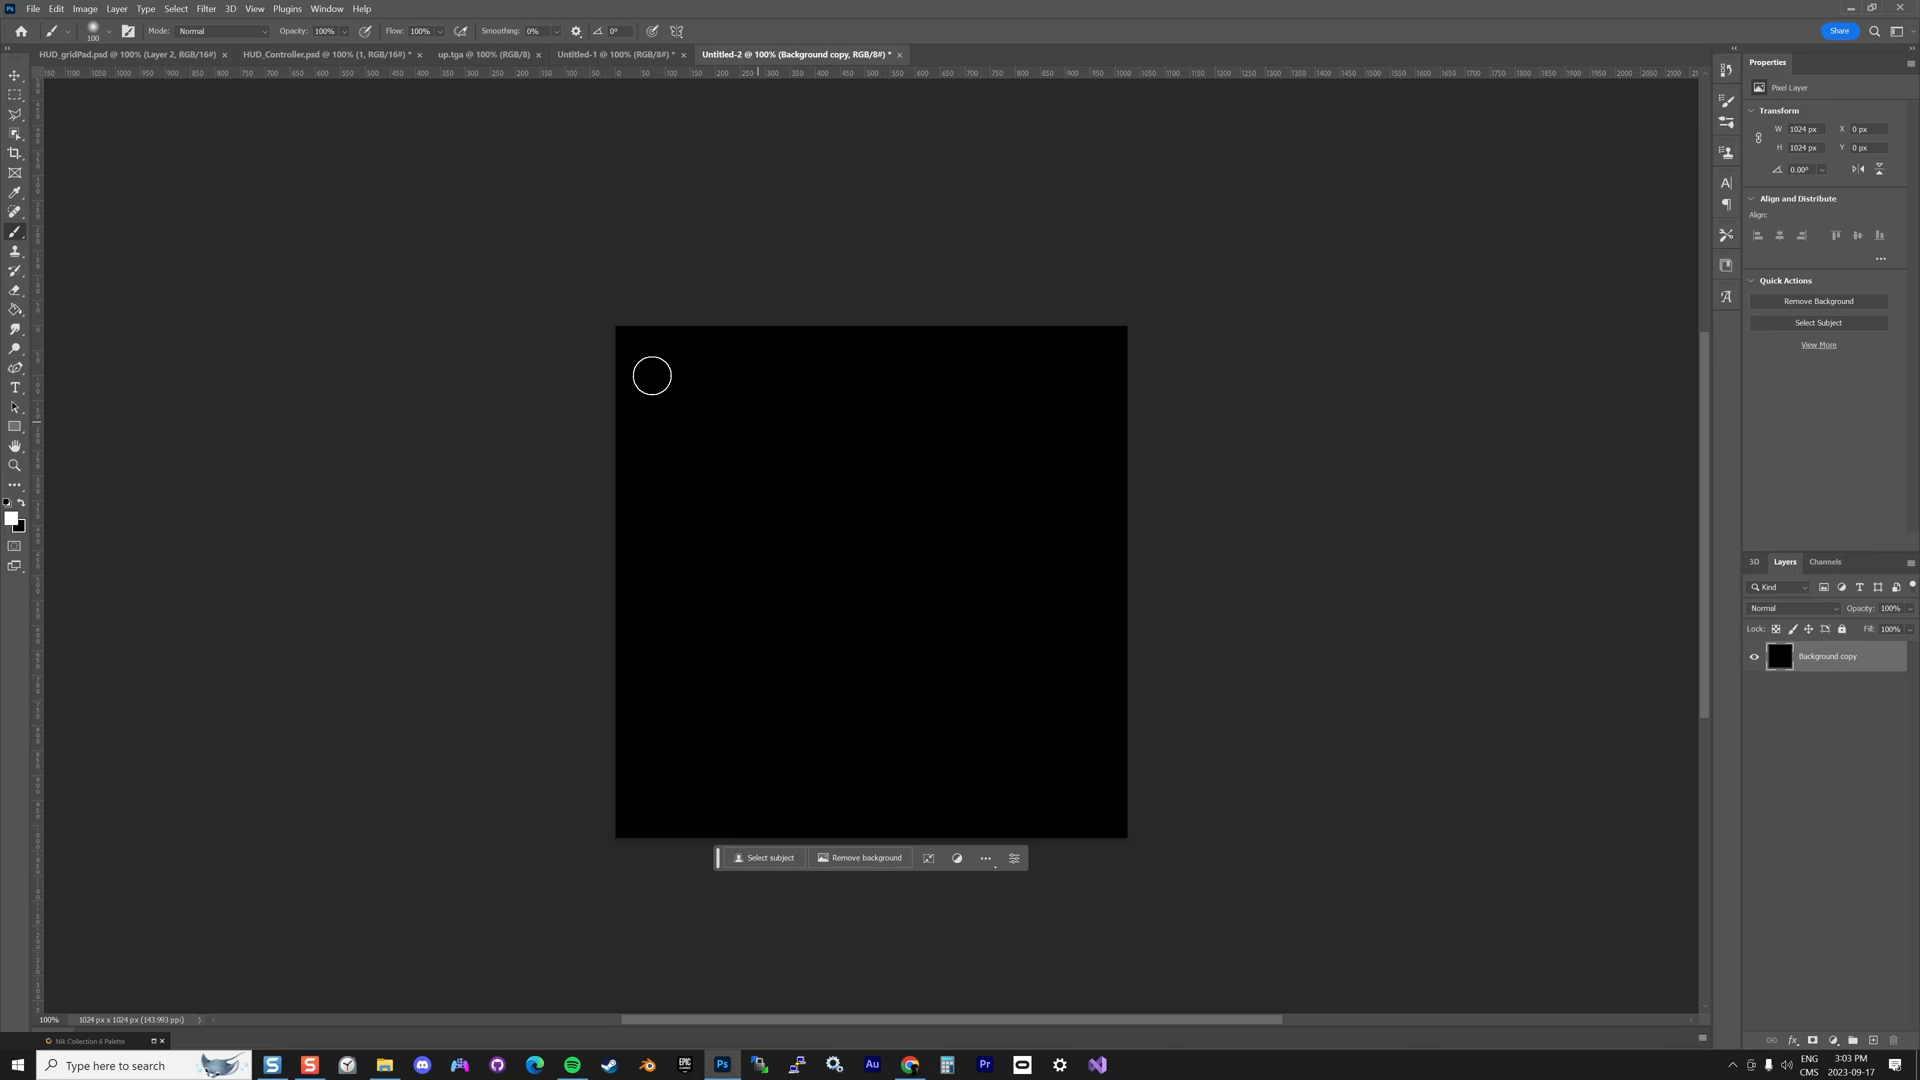 File Edit Image Layer Type Select Filter 3D View Plugins Window Help
100 Mode: Normal Opacity: 100% Flow: 100% Smoothing: 0% 0° Share
HUD_gridPad.psd @ 100% (Layer 2, RGB/16#) × HUD_Controller.psd @ 100% (1, RGB/16#) * × up.tga @ 100% (RGB/8) × Untitled-1 @ 100% (RGB/8#) * × Untitled-2 @ 100% (Background copy, RGB/8#) * ×
Properties
Pixel Layer
Transform
W 1024 px X 0 px
H 1024 px Y 0 px
0.00°
Align and Distribute
Align:
Quick Actions
Remove Background
Select Subject
View More
3D Layers Channels
Kind
Normal Opacity: 100%
Lock: Fill: 100%
Background copy
Select subject Remove background
100% 1024 px x 1024 px (143.993 ppi)
Nik Collection 6 Palette
Type here to search
ENG
CMS
3:03 PM
2023-09-17